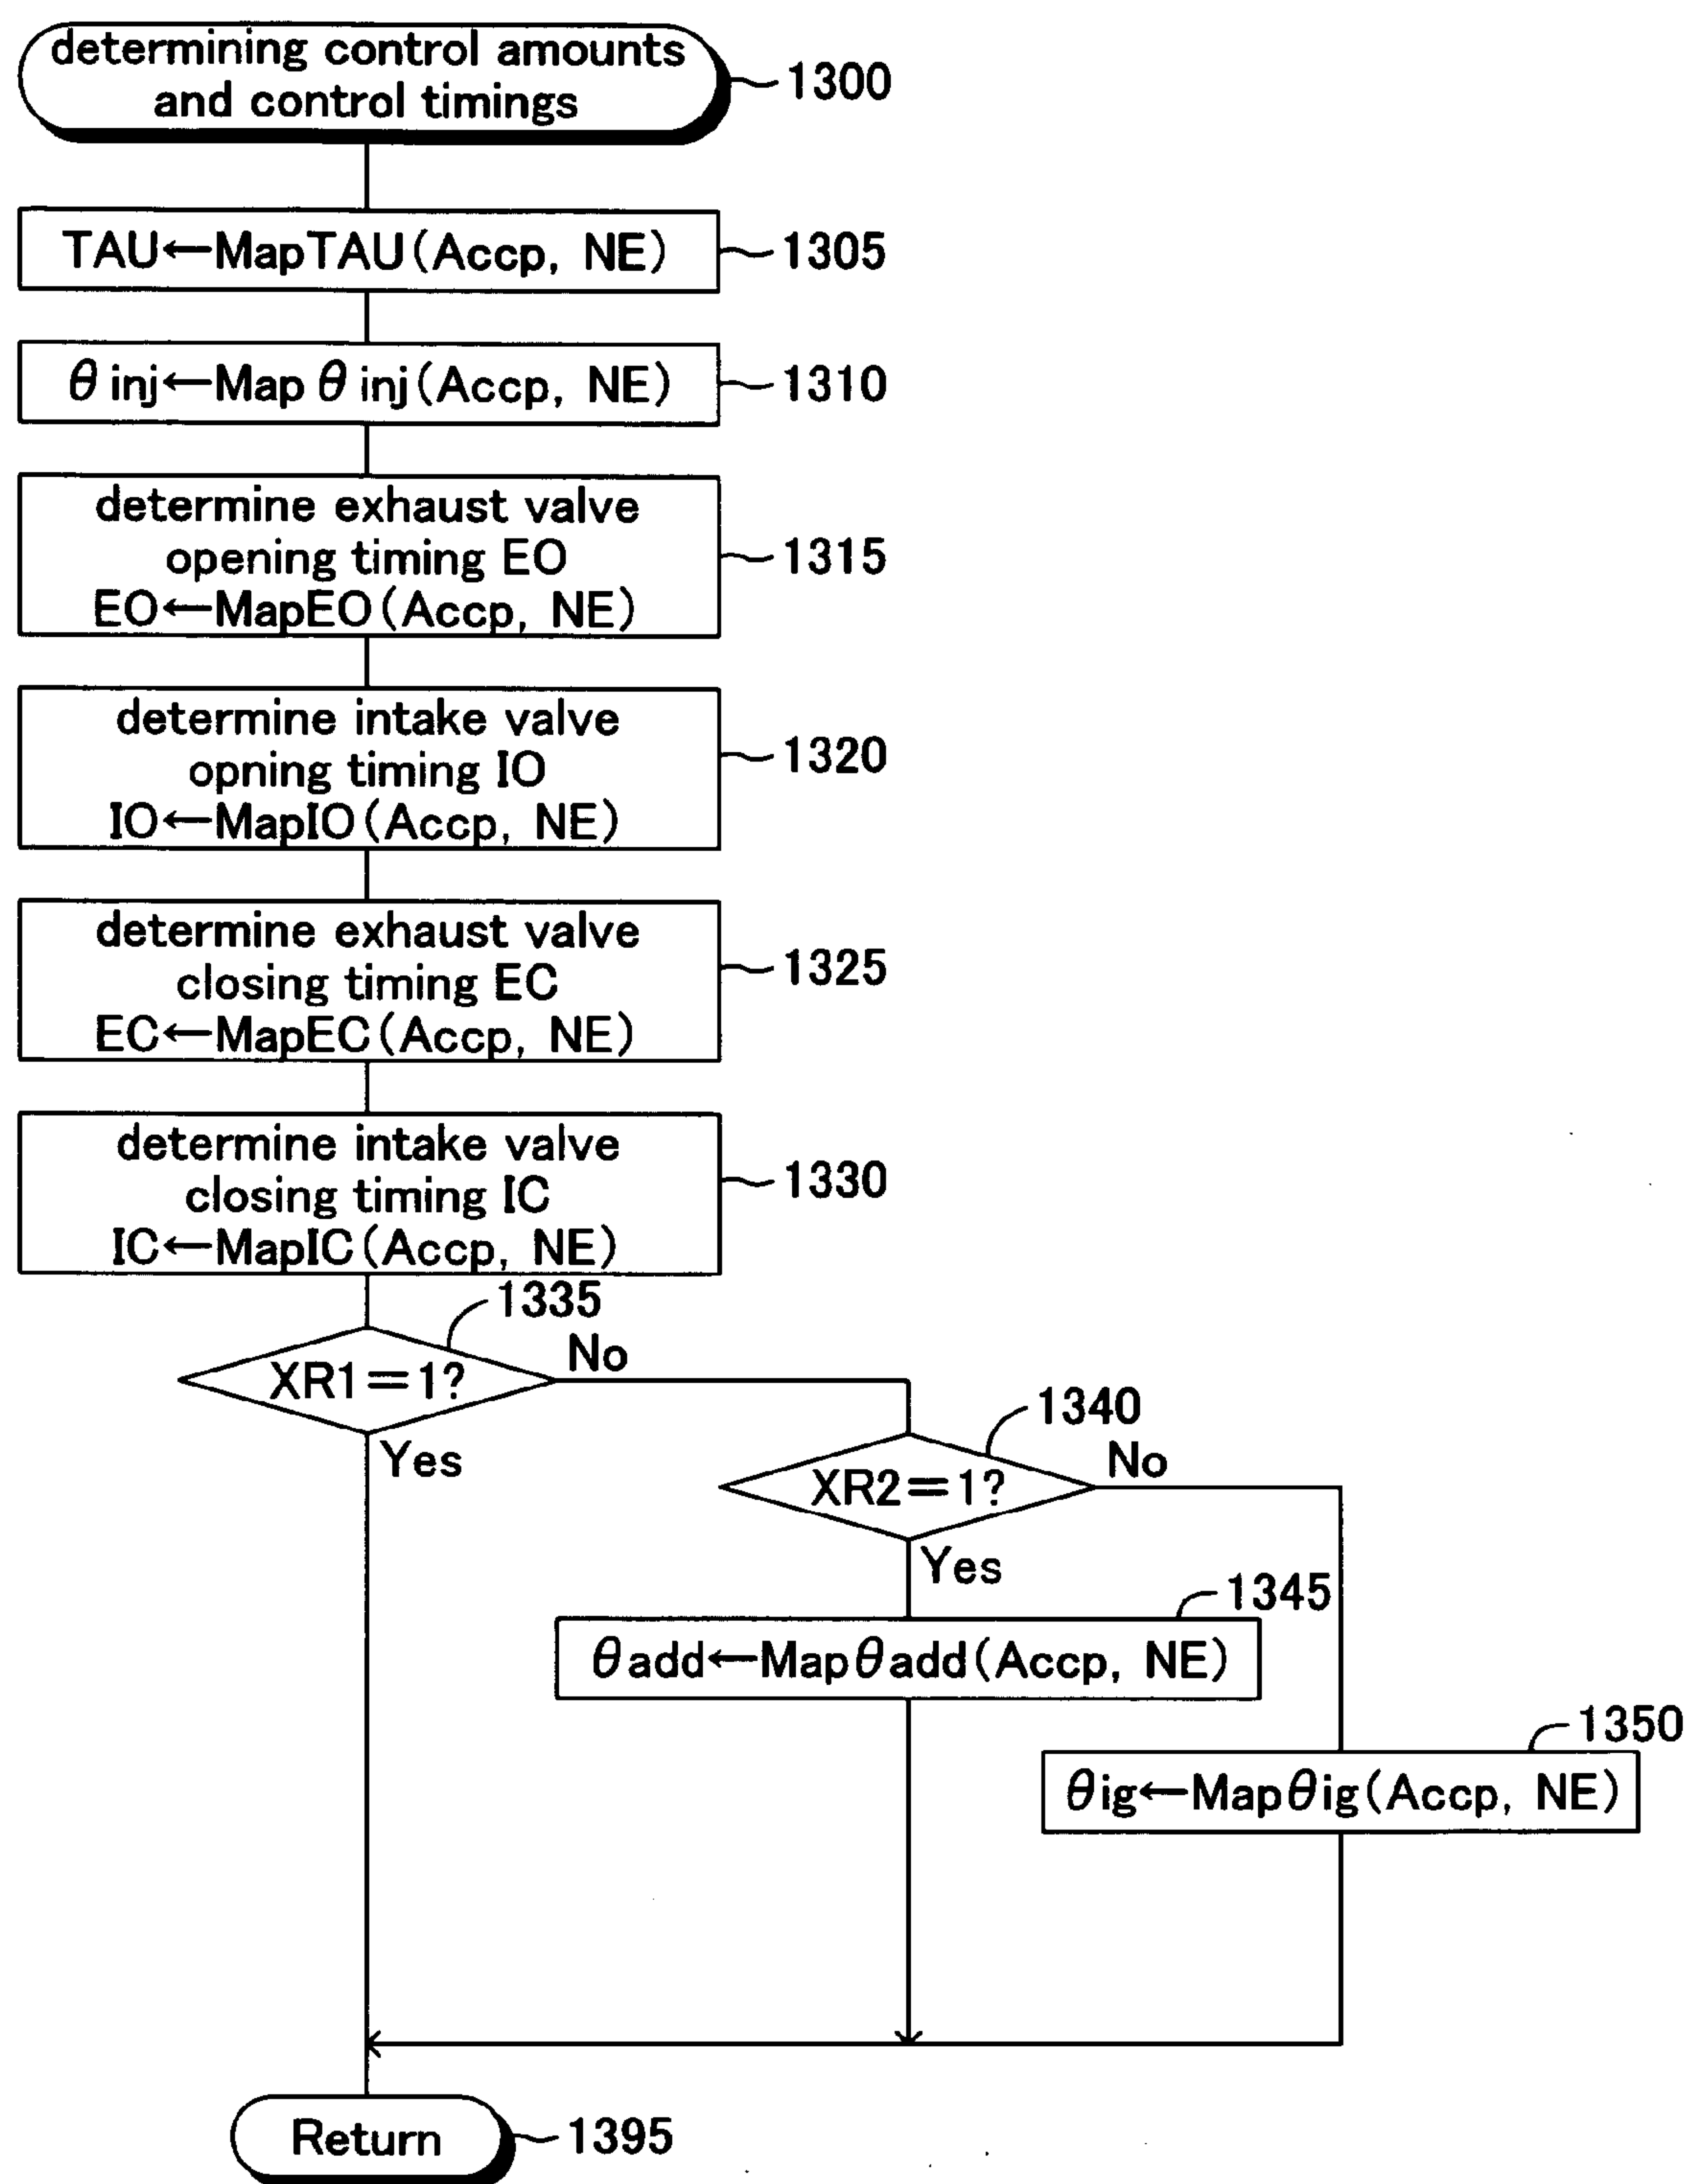 determining control amounts
and control timings
1300
TAU←MapTAU(Accp, NE)
1305
θ inj←Map θ inj(Accp, NE)
1310
determine exhaust valve
opening timing EO
EO←MapEO(Accp, NE)
1315
determine intake valve
opning timing IO
IO←MapIO(Accp, NE)
1320
determine exhaust valve
closing timing EC
EC←MapEC(Accp, NE)
1325
determine intake valve
closing timing IC
IC←MapIC(Accp, NE)
1330
1335
XR1=1?
No
Yes
1340
XR2=1?
No
Yes
1345
θadd←Mapθadd(Accp, NE)
1350
θig←Mapθig(Accp, NE)
Return
1395